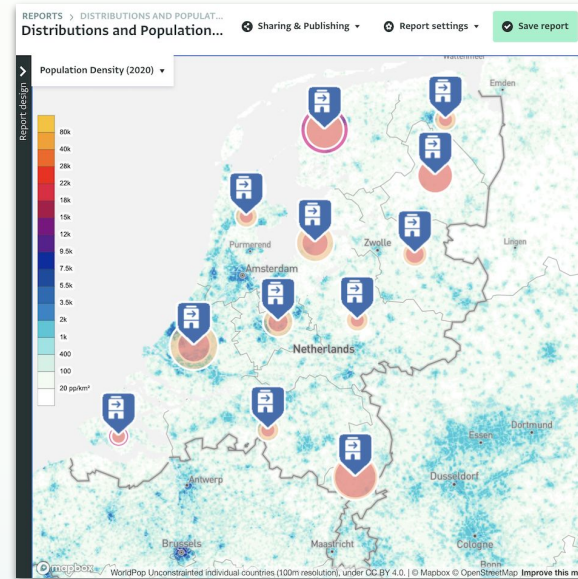 REPORTS > DISTRIBUTIONS AND POPULAT...
Distributions and Population...
Sharing & Publishing
Report settings
Save report
Report design
Population Density (2020)
80k
40k
28k
22k
18k
15k
12k
9.5k
7.5k
5.5k
3.5k
2k
1k
400
100
20 pp/km²
Emden
Purmerend
Zwolle
Lingen
Amsterdam
Netherlands
Dortmund
Essen
Antwerp
Düsseldorf
Brussels
Maastricht
Cologne
Bonn
mapbox
WorldPop Unconstrainted individual countries (100m resolution), under CC BY 4.0. | © Mapbox © OpenStreetMap Improve this m